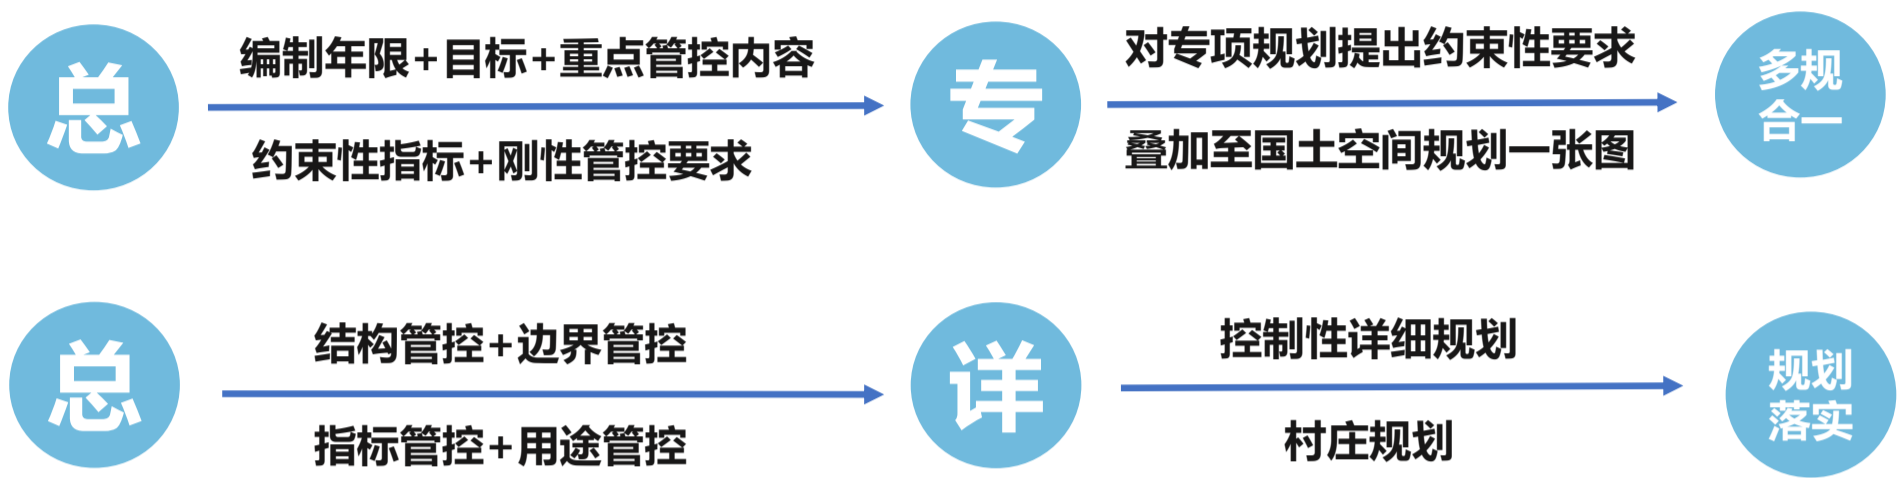 总
编制年限+目标+重点管控内容
约束性指标+刚性管控要求
专
对专项规划提出约束性要求
叠加至国土空间规划一张图
多规
合一
总
结构管控+边界管控
指标管控+用途管控
详
控制性详细规划
村庄规划
规划
落实